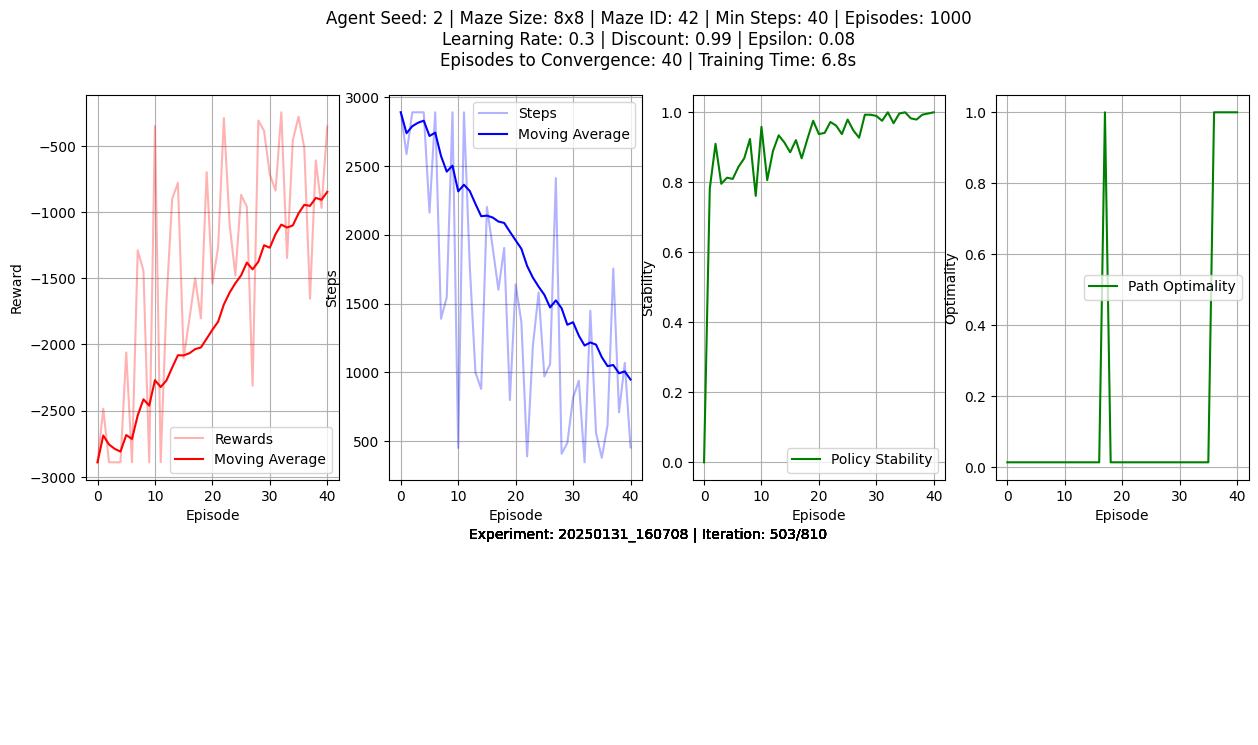 Agent Seed: 2 | Maze Size: 8x8 | Maze ID: 42 | Min Steps: 40 | Episodes: 1000
Learning Rate: 0.3 | Discount: 0.99 | Epsilon: 0.08
Episodes to Convergence: 40 | Training Time: 6.8s
Reward
−500
−1000
−1500
−2000
−2500
−3000
0 10 20 30 40
Episode
Rewards
Moving Average
Steps
3000
2500
2000
1500
1000
500
0 10 20 30 40
Episode
Steps
Moving Average
Stability
1.0
0.8
0.6
0.4
0.2
0.0
0 10 20 30 40
Episode
Policy Stability
Optimality
1.0
0.8
0.6
0.4
0.2
0.0
0 10 20 30 40
Episode
Path Optimality
Experiment: 20250131_160708 | Iteration: 503/810